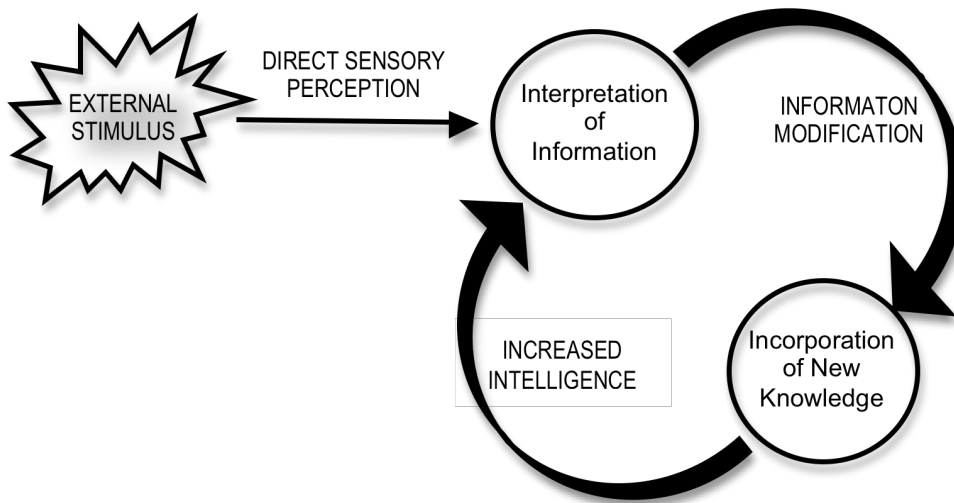 EXTERNAL
STIMULUS
DIRECT SENSORY
PERCEPTION
Interpretation
of
Information
INFORMATON
MODIFICATION
Incorporation
of New
Knowledge
INCREASED
INTELLIGENCE